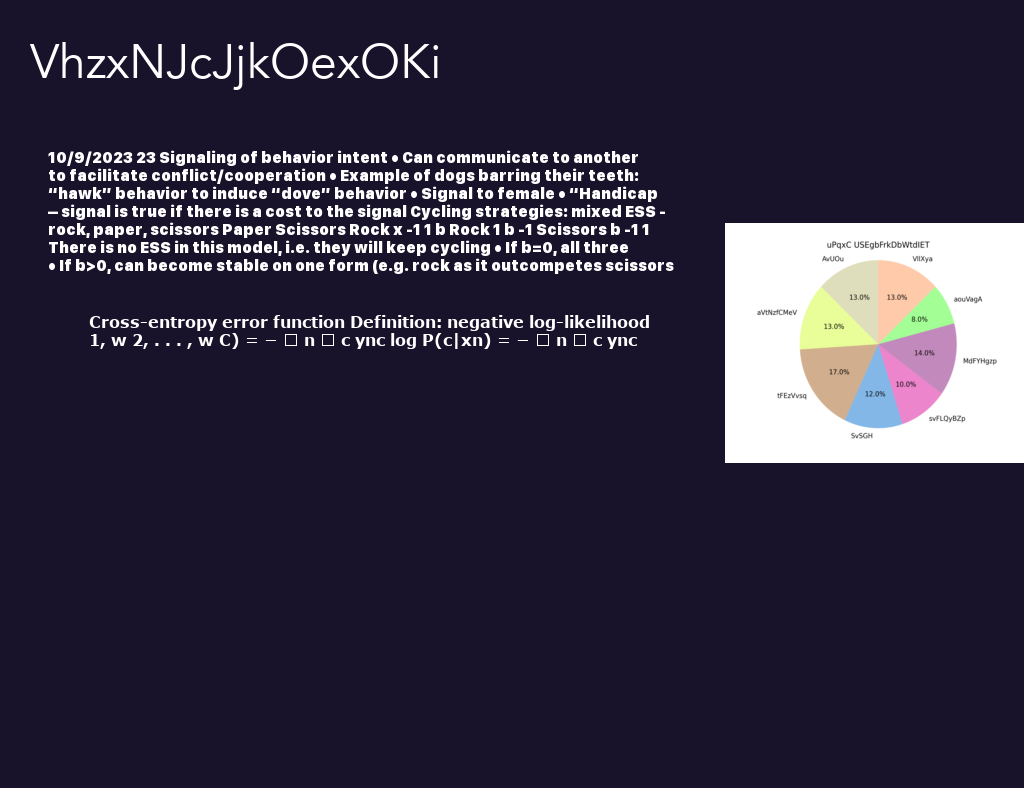 VhzxNJcJjkOexOKi
10/9/2023 23 Signaling of behavior intent • Can communicate to another
to facilitate conflict/cooperation • Example of dogs barring their teeth:
“hawk” behavior to induce “dove” behavior • Signal to female • “Handicap
– signal is true if there is a cost to the signal Cycling strategies: mixed ESS -
rock, paper, scissors Paper Scissors Rock x -1 1 b Rock 1 b -1 Scissors b -1 1
There is no ESS in this model, i.e. they will keep cycling • If b=0, all three
• If b>0, can become stable on one form (e.g. rock as it outcompetes scissors
Cross-entropy error function Definition: negative log-likelihood
1, w 2, . . . , w C) = − □ n □ c ync log P(c|xn) = − □ n □ c ync
uPqxC USEgbFrkDbWtdIET
AvUOu
VIlXya
aouVagA
aVtNzfCMeV
MdFYHgzp
tFEzVvsq
svFLQyBZp
SvSGH
13.0%
13.0%
8.0%
13.0%
14.0%
17.0%
10.0%
12.0%